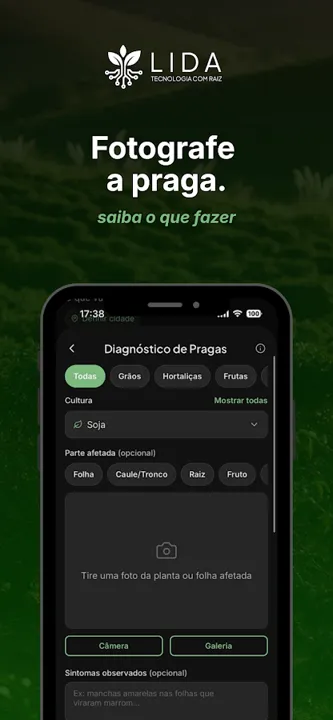 LIDA
TECNOLOGIA COM RAIZ
Fotografe
a praga.
saiba o que fazer
17:38
100
Definir cidade
Diagnóstico de Pragas
Todas
Grãos
Hortaliças
Frutas
Cultura
Mostrar todas
Soja
Parte afetada (opcional)
Folha
Caule/Tronco
Raiz
Fruto
Tire uma foto da planta ou folha afetada
Câmera
Galeria
Sintomas observados (opcional)
Ex: manchas amarelas nas folhas que
viraram marrom...